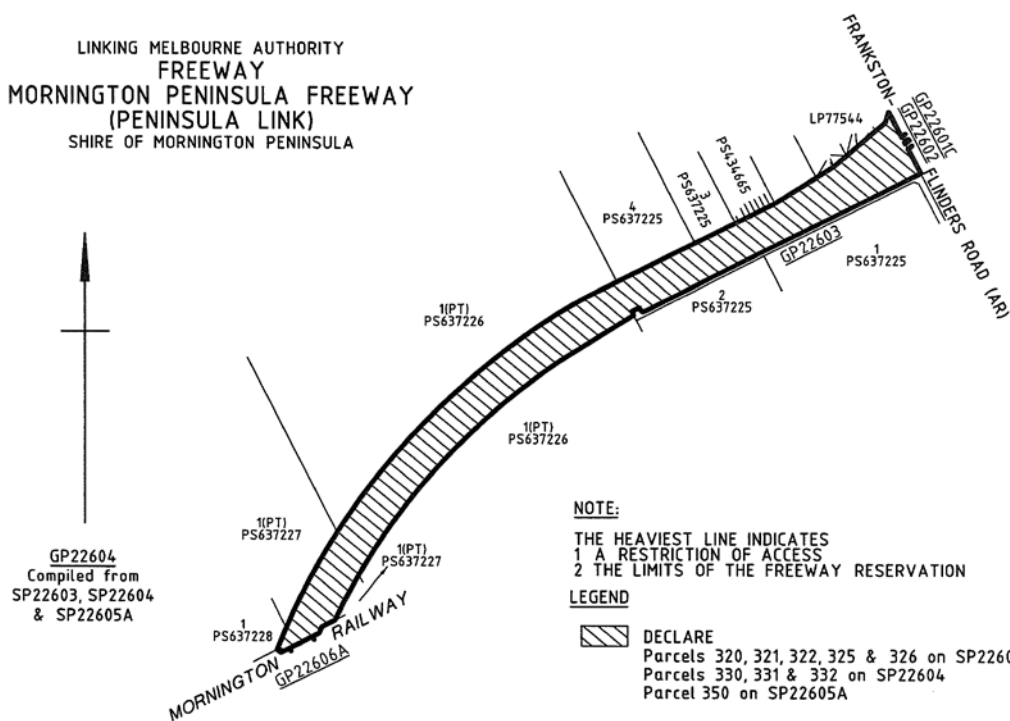 LINKING MELBOURNE AUTHORITY
FREEWAY
MORNINGTON PENINSULA FREEWAY
(PENINSULA LINK)
SHIRE OF MORNINGTON PENINSULA
FRANKSTON-
FLINDERS ROAD (AR)
GP22601C
GP22602
LP77544
PS434665
3
PS637225
4
PS637225
GP22603
1
PS637225
2
PS637225
1(PT)
PS637226
1(PT)
PS637226
1(PT)
PS637227
1(PT)
PS637227
1
PS637228
MORNINGTON
RAILWAY
GP22606A
GP22604
Compiled from
SP22603, SP22604
& SP22605A
NOTE:
THE HEAVIEST LINE INDICATES
1 A RESTRICTION OF ACCESS
2 THE LIMITS OF THE FREEWAY RESERVATION
LEGEND
DECLARE
Parcels 320, 321, 322, 325 & 326 on
Parcels 330, 331 & 332 on SP22604
Parcel 350 on SP22605A